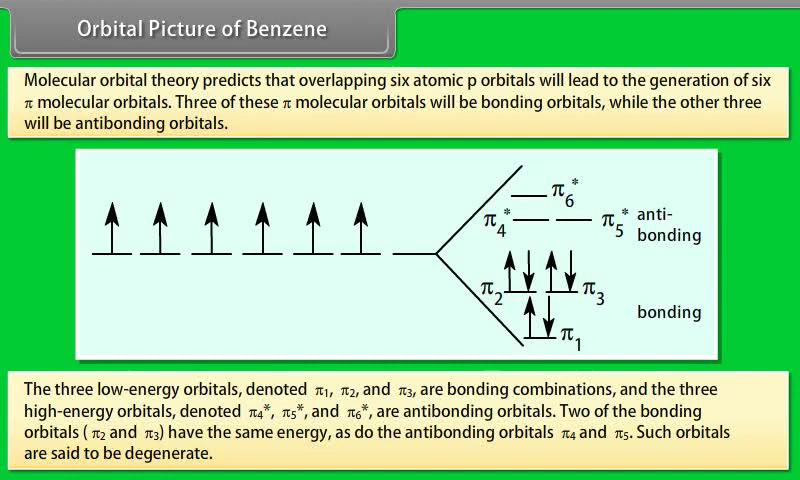 Orbital Picture of Benzene
Molecular orbital theory predicts that overlapping six atomic p orbitals will lead to the generation of six
π molecular orbitals. Three of these π molecular orbitals will be bonding orbitals, while the other three
will be antibonding orbitals.
π6*
π4* π5* anti-
bonding
π2 π3
bonding
π1
The three low-energy orbitals, denoted π1, π2, and π3, are bonding combinations, and the three
high-energy orbitals, denoted π4*, π5*, and π6*, are antibonding orbitals. Two of the bonding
orbitals ( π2 and π3) have the same energy, as do the antibonding orbitals π4 and π5. Such orbitals
are said to be degenerate.